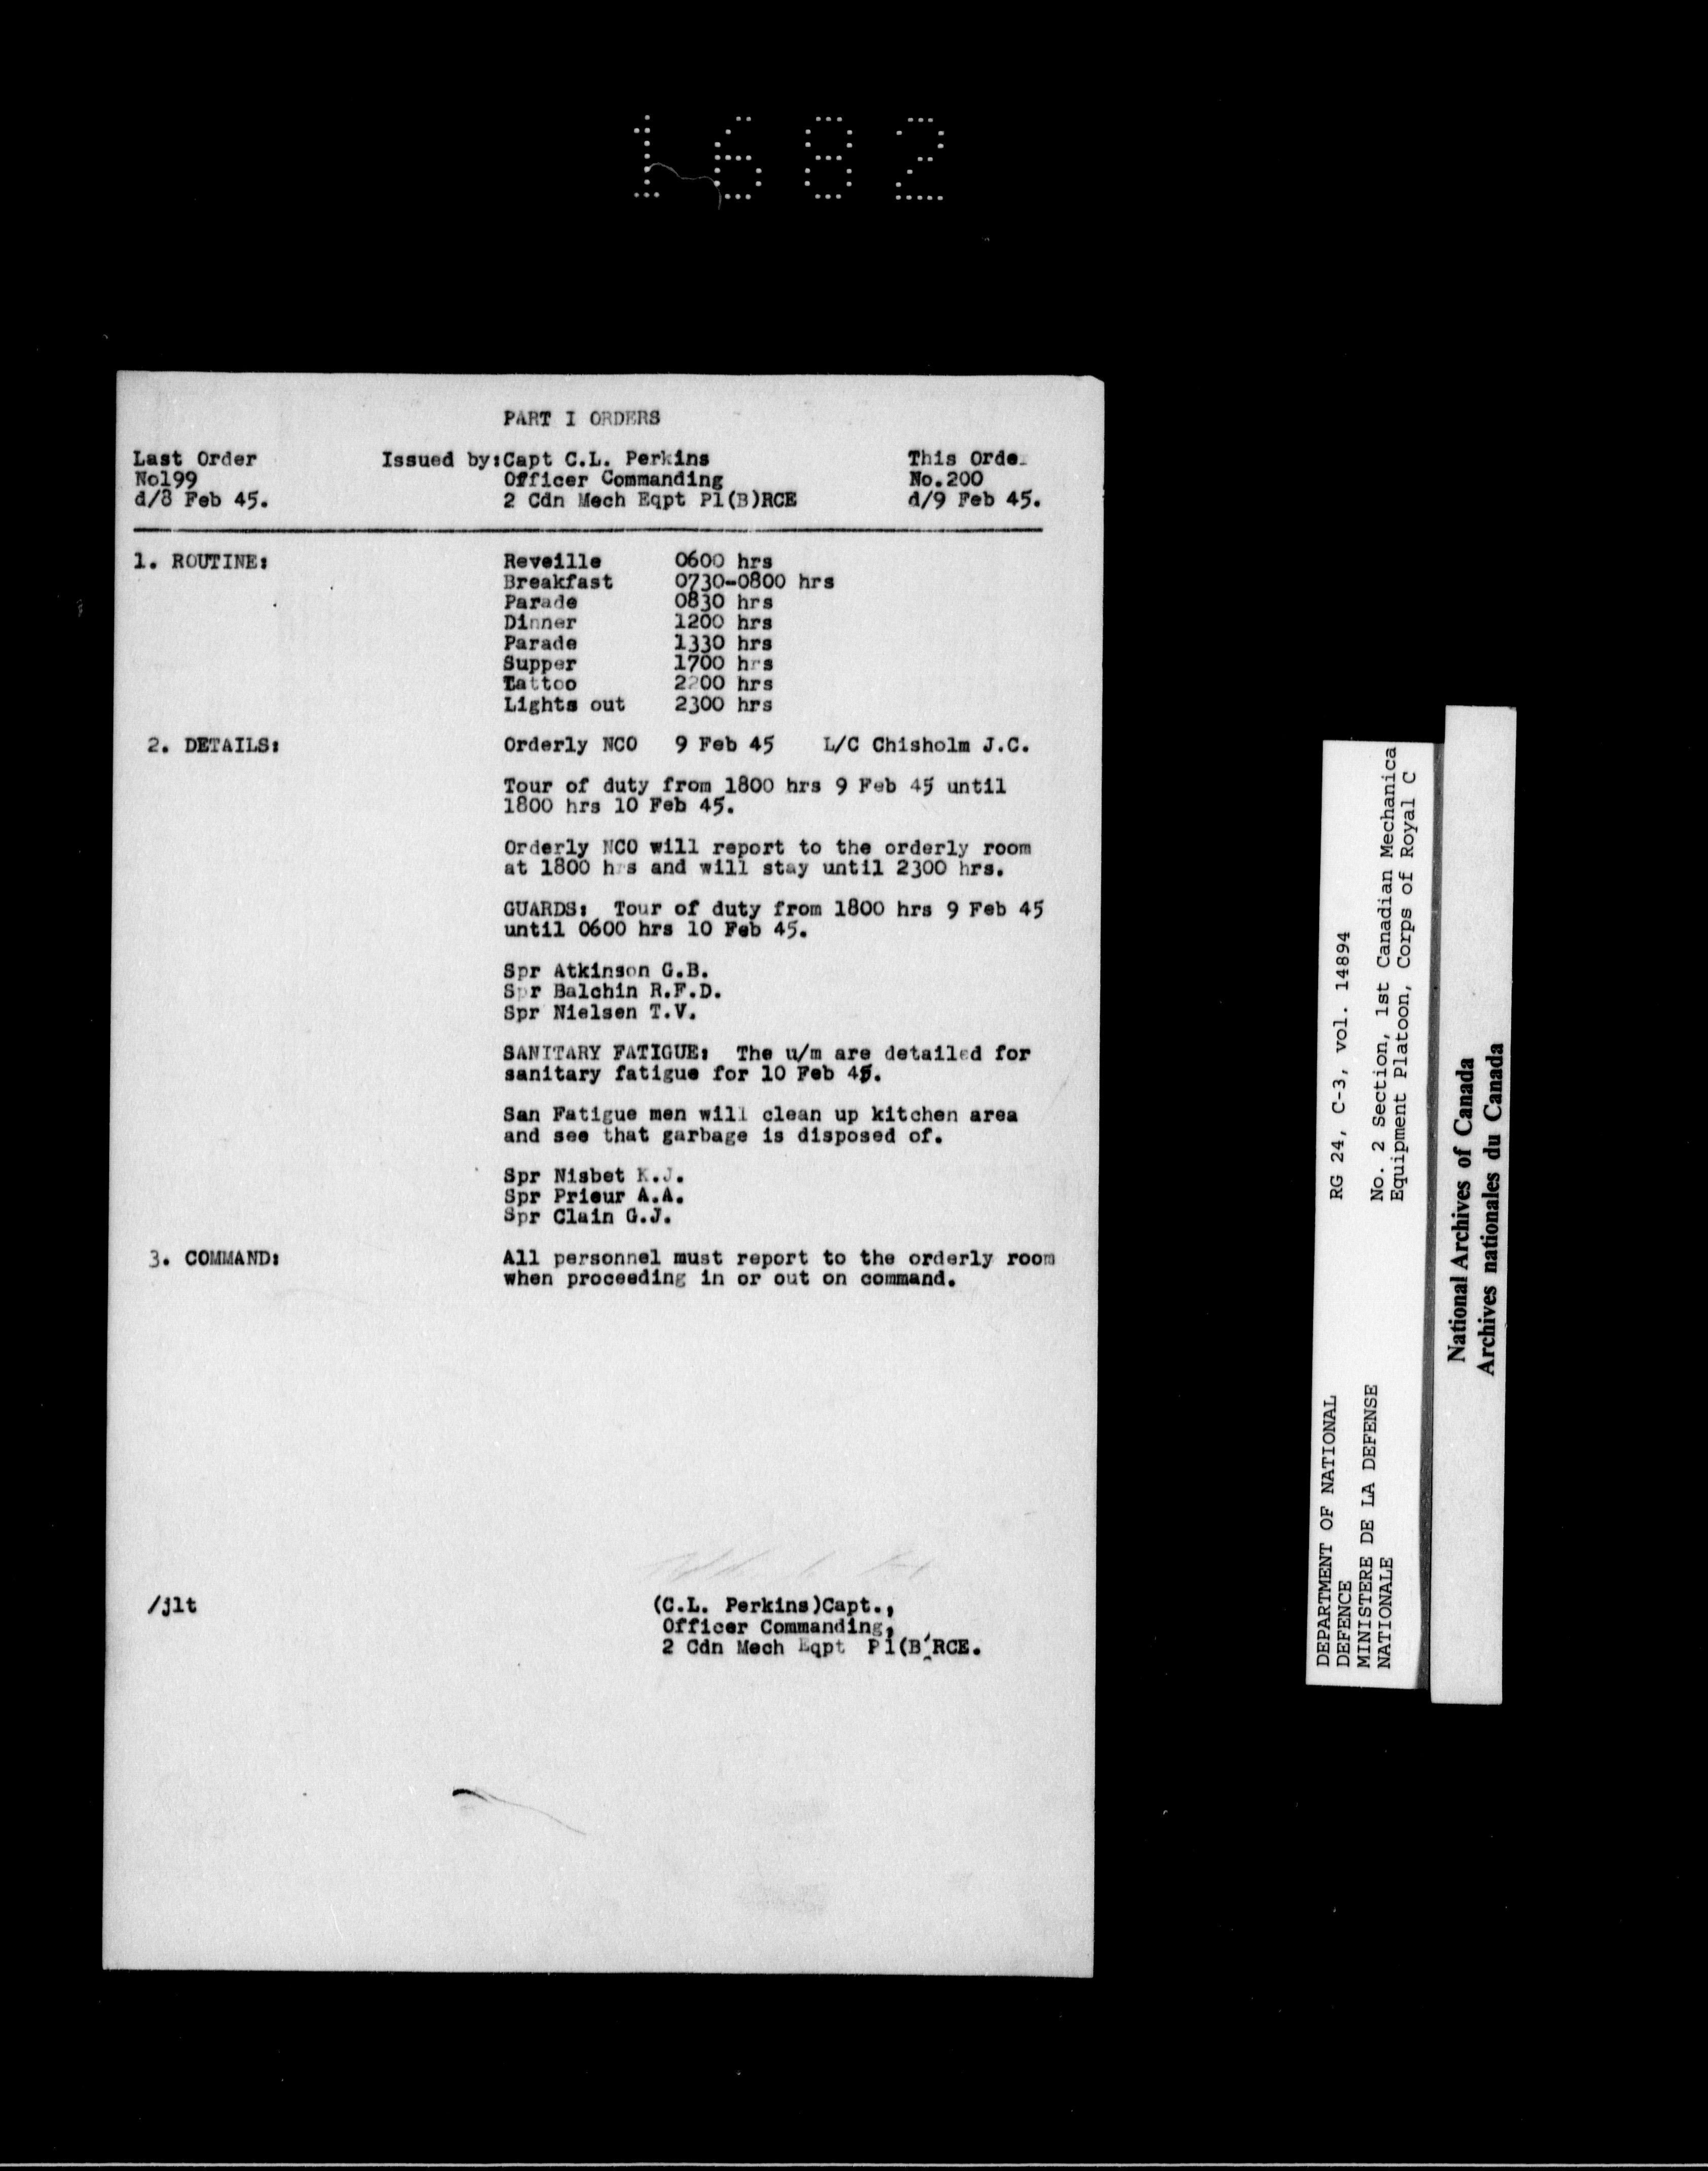 1682
PART I ORDERS
Last Order Issued by:Capt C.L. Perkins This Orde
No199 Officer Commanding No.200
d/8 Feb 45. 2 Cdn Mech Eqpt Pl(B)RCE d/9 Feb 45.
1. ROUTINE: Reveille 0600 hrs
Breakfast 0730-0800 hrs
Parade 0830 hrs
Dinner 1200 hrs
Parade 1330 hrs
Supper 1700 hrs
Tattoo 2200 hrs
Lights out 2300 hrs
2. DETAILS: Orderly NCO 9 Feb 45 L/C Chisholm J.C.
Tour of duty from 1800 hrs 9 Feb 45 until
1800 hrs 10 Feb 45.
Orderly NCO will report to the orderly room
at 1800 hrs and will stay until 2300 hrs.
GUARDS: Tour of duty from 1800 hrs 9 Feb 45
until 0600 hrs 10 Feb 45.
Spr Atkinson G.B.
Spr Balchin R.F.D.
Spr Nielsen T.V.
SANITARY FATIGUE: The u/m are detailed for
sanitary fatigue for 10 Feb 45.
San Fatigue men will clean up kitchen area
and see that garbage is disposed of.
Spr Nisbet K.J.
Spr Prieur A.A.
Spr Clain G.J.
3. COMMAND: All personnel must report to the orderly room
when proceeding in or out on command.
/jlt (C.L. Perkins)Capt.,
Officer Commanding,
2 Cdn Mech Eqpt Pl(B)RCE.
DEPARTMENT OF NATIONAL
DEFENCE
MINISTERE DE LA DEFENSE
NATIONALE
RG 24, C-3, vol. 14894
No. 2 Section, 1st Canadian Mechanica
Equipment Platoon, Corps of Royal C
National Archives of Canada
Archives nationales du Canada